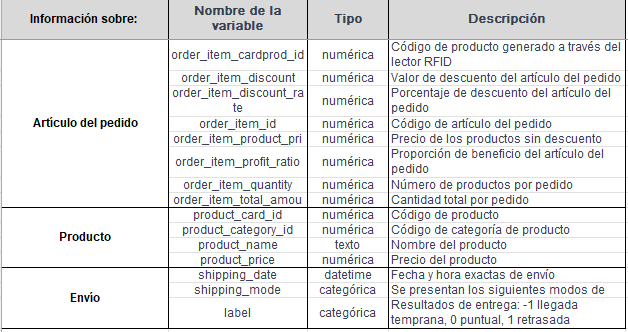 Información sobre: Nombre de la variable Tipo Descripción
Artículo del pedido
order_item_cardprod_id numérica Código de producto generado a través del lector RFID
order_item_discount numérica Valor de descuento del artículo del pedido
order_item_discount_ra te numérica Porcentaje de descuento del artículo del pedido
order_item_id numérica Código de artículo del pedido
order_item_product_pri numérica Precio de los productos sin descuento
order_item_profit_ratio numérica Proporción de beneficio del artículo del pedido
order_item_quantity numérica Número de productos por pedido
order_item_total_amou numérica Cantidad total por pedido
Producto
product_card_id numérica Código de producto
product_category_id numérica Código de categoría de producto
product_name texto Nombre del producto
product_price numérica Precio del producto
Envío
shipping_date datetime Fecha y hora exactas de envío
shipping_mode categórica Se presentan los siguientes modos de
label categórica Resultados de entrega: -1 llegada temprana, 0 puntual, 1 retrasada